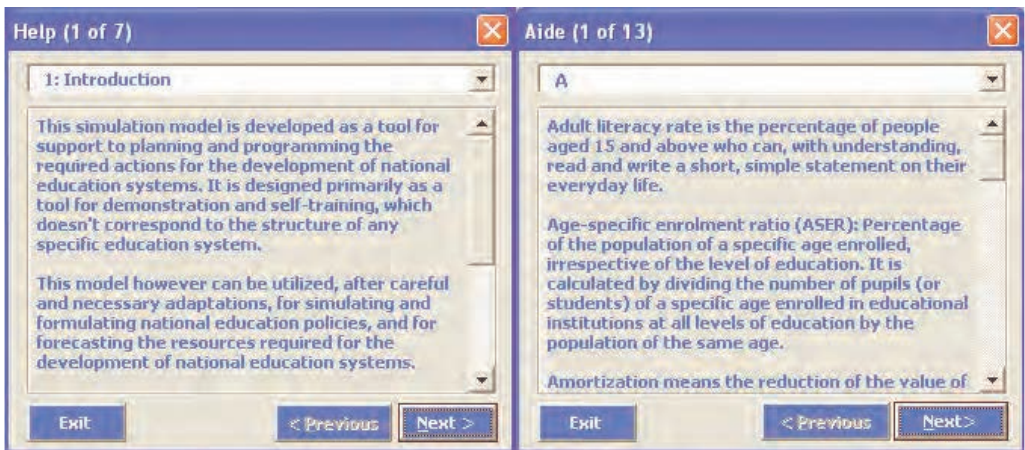 Help (1 of 7)
1: Introduction
This simulation model is developed as a tool for
support to planning and programming the
required actions for the development of national
education systems. It is designed primarily as a
tool for demonstration and self-training, which
doesn't correspond to the structure of any
specific education system.
This model however can be utilized, after careful
and necessary adaptations, for simulating and
formulating national education policies, and for
forecasting the resources required for the
development of national education systems.
Exit
< Previous
Next >
Aide (1 of 13)
A
Adult literacy rate is the percentage of people
aged 15 and above who can, with understanding,
read and write a short, simple statement on their
everyday life.
Age-specific enrolment ratio (ASER): Percentage
of the population of a specific age enrolled,
irrespective of the level of education. It is
calculated by dividing the number of pupils (or
students) of a specific age enrolled in educational
institutions at all levels of education by the
population of the same age.
Amortization means the reduction of the value of
Exit
< Previous
Next>